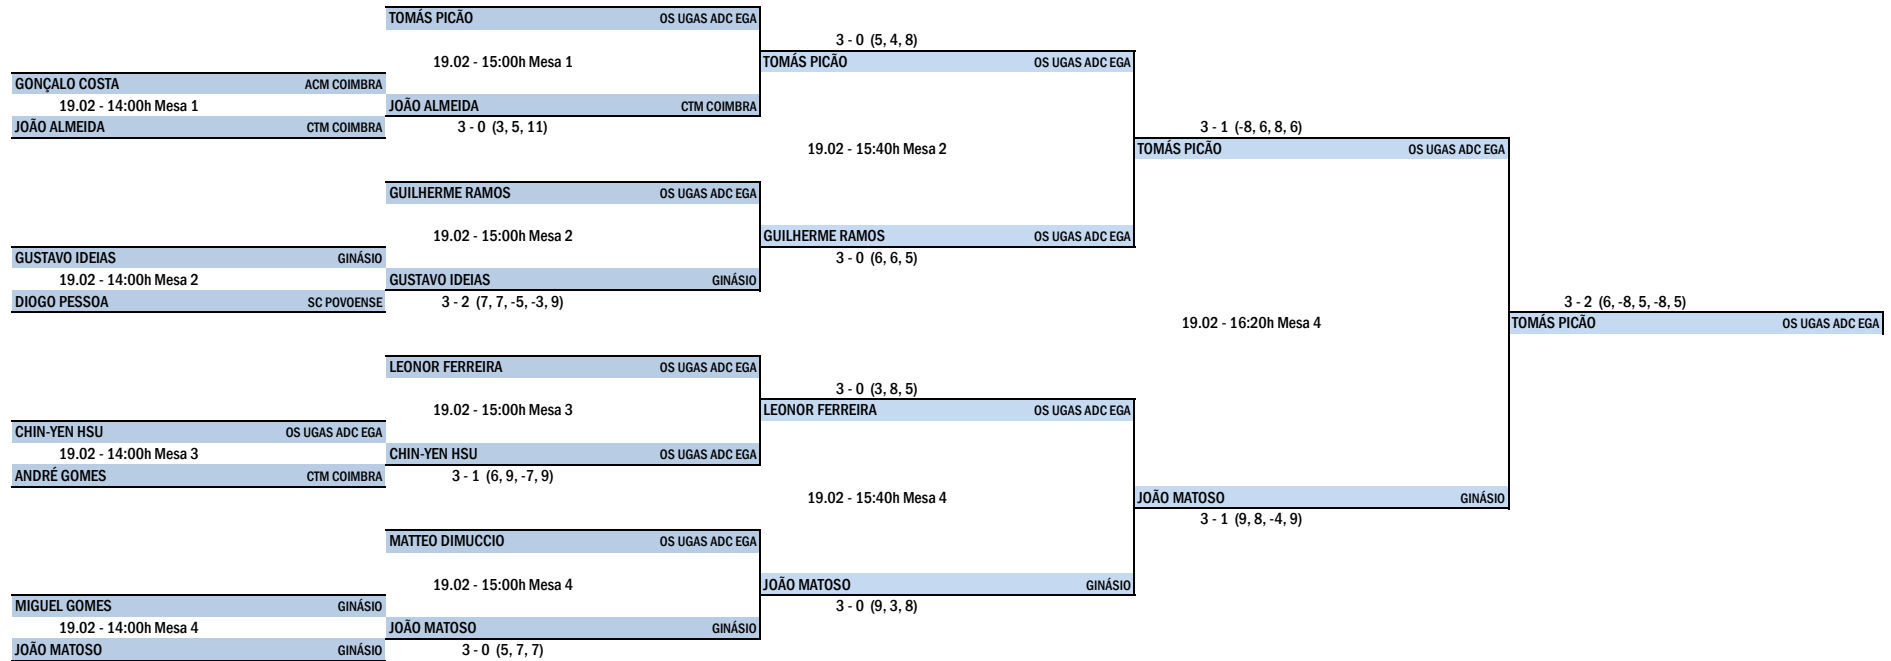 TOMÁS PICÃO OS UGAS ADC EGA
3 - 0 (5, 4, 8)
19.02 - 15:00h Mesa 1
TOMÁS PICÃO OS UGAS ADC EGA
GONÇALO COSTA ACM COIMBRA
19.02 - 14:00h Mesa 1
JOÃO ALMEIDA CTM COIMBRA
JOÃO ALMEIDA CTM COIMBRA
3 - 0 (3, 5, 11)
3 - 1 (-8, 6, 8, 6)
19.02 - 15:40h Mesa 2
TOMÁS PICÃO OS UGAS ADC EGA
GUILHERME RAMOS OS UGAS ADC EGA
19.02 - 15:00h Mesa 2
GUILHERME RAMOS OS UGAS ADC EGA
GUSTAVO IDEIAS GINÁSIO
3 - 0 (6, 6, 5)
19.02 - 14:00h Mesa 2
GUSTAVO IDEIAS GINÁSIO
DIOGO PESSOA SC POVOENSE
3 - 2 (7, 7, -5, -3, 9)
3 - 2 (6, -8, 5, -8, 5)
19.02 - 16:20h Mesa 4
TOMÁS PICÃO OS UGAS ADC EGA
LEONOR FERREIRA OS UGAS ADC EGA
3 - 0 (3, 8, 5)
19.02 - 15:00h Mesa 3
LEONOR FERREIRA OS UGAS ADC EGA
CHIN-YEN HSU OS UGAS ADC EGA
19.02 - 14:00h Mesa 3
CHIN-YEN HSU OS UGAS ADC EGA
ANDRÉ GOMES CTM COIMBRA
3 - 1 (6, 9, -7, 9)
19.02 - 15:40h Mesa 4
JOÃO MATOSO GINÁSIO
3 - 1 (9, 8, -4, 9)
MATTEO DIMUCCIO OS UGAS ADC EGA
19.02 - 15:00h Mesa 4
JOÃO MATOSO GINÁSIO
MIGUEL GOMES GINÁSIO
3 - 0 (9, 3, 8)
19.02 - 14:00h Mesa 4
JOÃO MATOSO GINÁSIO
JOÃO MATOSO GINÁSIO
3 - 0 (5, 7, 7)